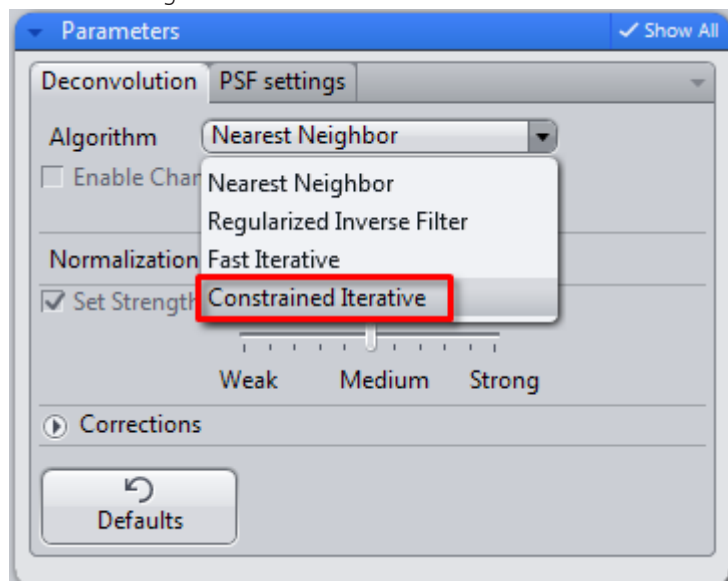 Parameters Show All
Deconvolution PSF settings
Algorithm Nearest Neighbor
Enable Char
Nearest Neighbor
Regularized Inverse Filter
Normalization Fast Iterative
Set Strength Constrained Iterative
Weak Medium Strong
Corrections
Defaults